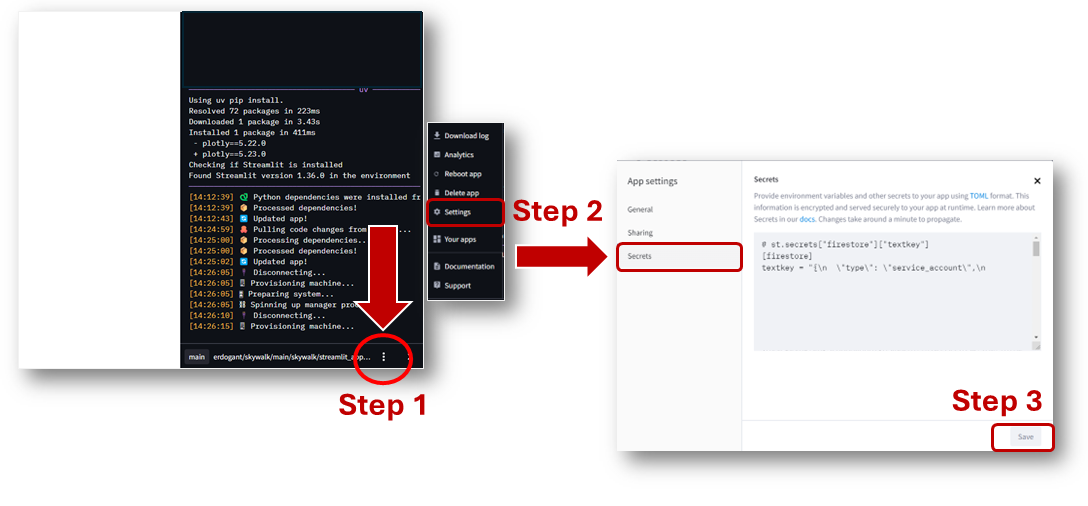 uv
Using uv pip install.
Resolved 72 packages in 223ms
Downloaded 1 package in 3.43s
Installed 1 package in 411ms
- plotly==5.22.0
+ plotly==5.23.0
Checking if Streamlit is installed
Found Streamlit version 1.36.0 in the environment
[14:12:39] Python dependencies were installed fr
[14:12:39] Processed dependencies!
[14:12:43] Updated app!
[14:24:59] Pulling code changes from
[14:25:00] Processing dependencies..
[14:25:00] Processed dependencies!
[14:25:02] Updated app!
[14:26:05] Disconnecting...
[14:26:05] Provisioning machine...
[14:26:05] Preparing system...
[14:26:05] Spinning up manager
[14:26:10] Disconnecting...
[14:26:15] Provisioning machine...
main erdogant/skywalk/main/skywalk/streamlit_app...
Step 1
Download log
Analytics
Reboot app
Delete app
Settings
Your apps
Documentation
Support
Step 2
App settings
General
Sharing
Secrets
Secrets
Provide environment variables and other secrets to your app using TOML format. This
information is encrypted and served securely to your app at runtime. Learn more about
Secrets in our docs. Changes take around a minute to propagate.
# st.secrets["firestore"]["textkey"]
[firestore]
textkey = "{\n \"type\": \"service_account\",\n
Step 3
Save